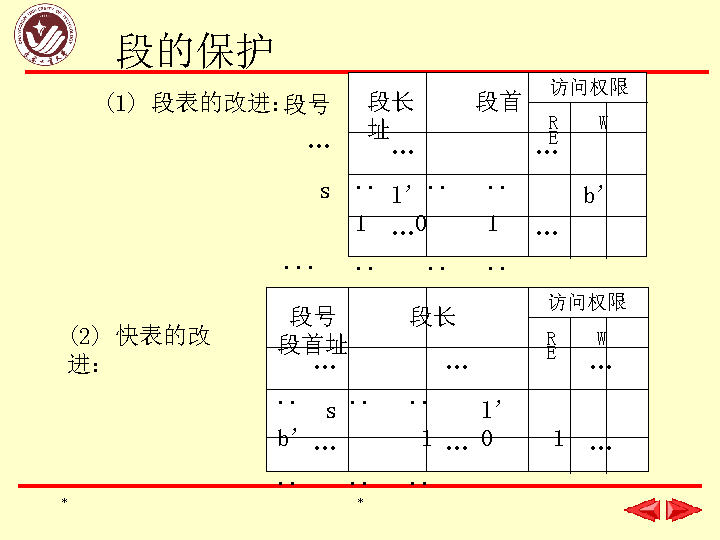 段的保护
(1) 段表的改进:段号 段长 段首
址
访问权限
R W
E
… … …
s .. l' .. .. b'
1 …0 1 …
... .. .. ..
(2) 快表的改
进:
段号 段长
段首址
访问权限
R W
E
… … …
.. s .. .. l'
b' … 1 … 0 1 …
.. .. ..
* *